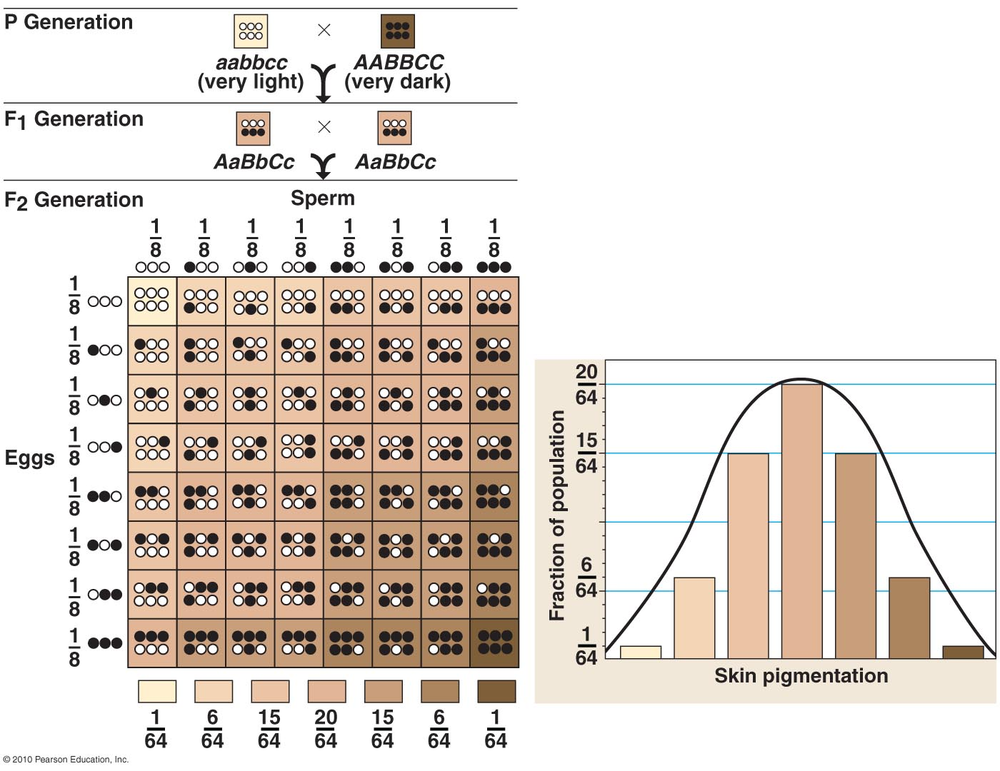 P Generation
×
aabbcc
(very light)
AABBCC
(very dark)
F1 Generation
×
AaBbCc
AaBbCc
F2 Generation
Sperm
1/8 1/8 1/8 1/8 1/8 1/8 1/8 1/8
Eggs
1/8
1/8
1/8
1/8
1/8
1/8
1/8
1/8
1/64 6/64 15/64 20/64 15/64 6/64 1/64
Fraction of population
20/64
15/64
6/64
1/64
Skin pigmentation
© 2010 Pearson Education, Inc.